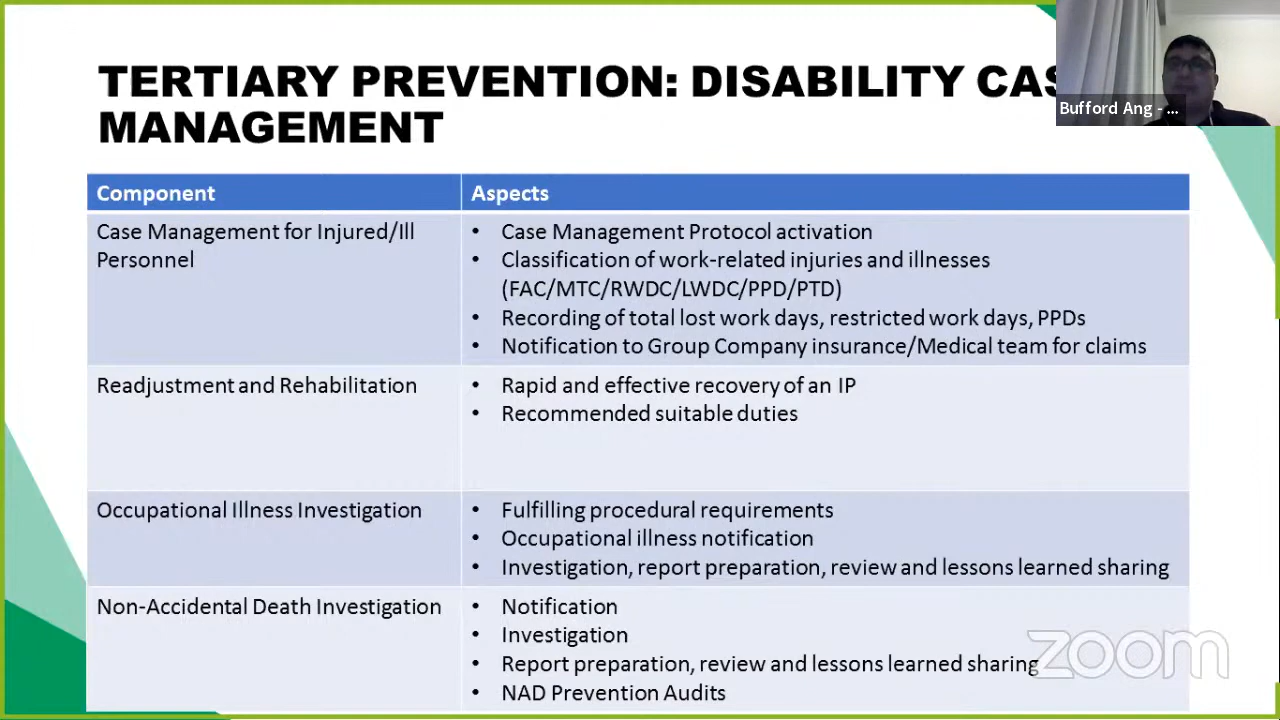 TERTIARY PREVENTION: DISABILITY CAS
MANAGEMENT
Bufford Ang - ...
Component
Aspects
Case Management for Injured/Ill
Personnel
• Case Management Protocol activation
• Classification of work-related injuries and illnesses
(FAC/MTC/RWDC/LWDC/PPD/PTD)
• Recording of total lost work days, restricted work days, PPDs
• Notification to Group Company insurance/Medical team for claims
Readjustment and Rehabilitation
• Rapid and effective recovery of an IP
• Recommended suitable duties
Occupational Illness Investigation
• Fulfilling procedural requirements
• Occupational illness notification
• Investigation, report preparation, review and lessons learned sharing
Non-Accidental Death Investigation
• Notification
• Investigation
• Report preparation, review and lessons learned sharing
• NAD Prevention Audits
zoom